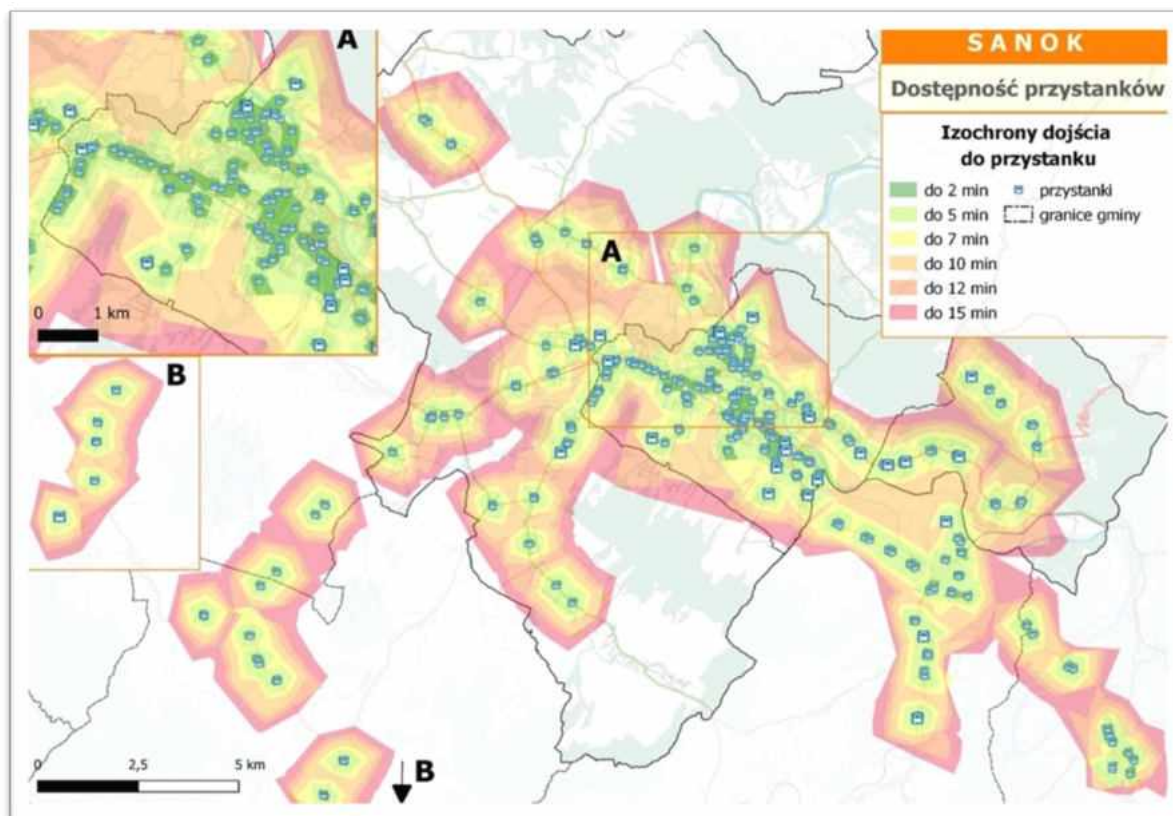 A
SANOK
Dostępność przystanków
Izochrony dojścia
do przystanku
do 2 min
przystanki
do 5 min
granice gminy
do 7 min
do 10 min
do 12 min
do 15 min
A
0 1 km
B
0 2,5 5 km
B